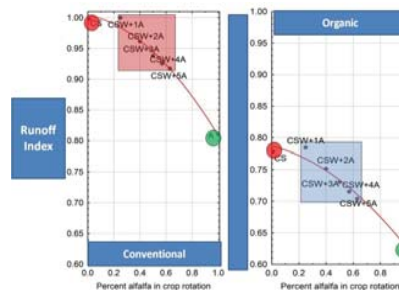 Runoff
Index
1.00
0.95
0.90
0.85
0.80
0.75
0.70
0.65
0.60
CSW+1A
CSW+2A
CSW+3A
CSW+4A
CSW+5A
Conventional
0.0 0.2 0.4 0.6 0.8 1.0
Percent alfalfa in crop rotation
Organic
1.00
0.95
0.90
0.85
0.80
0.75
0.70
0.65
0.60
CS
CSW+1A
CSW+2A
CSW+3A
CSW+4A
CSW+5A
0.0 0.2 0.4 0.6 0.8
Percent alfalfa in crop rotation